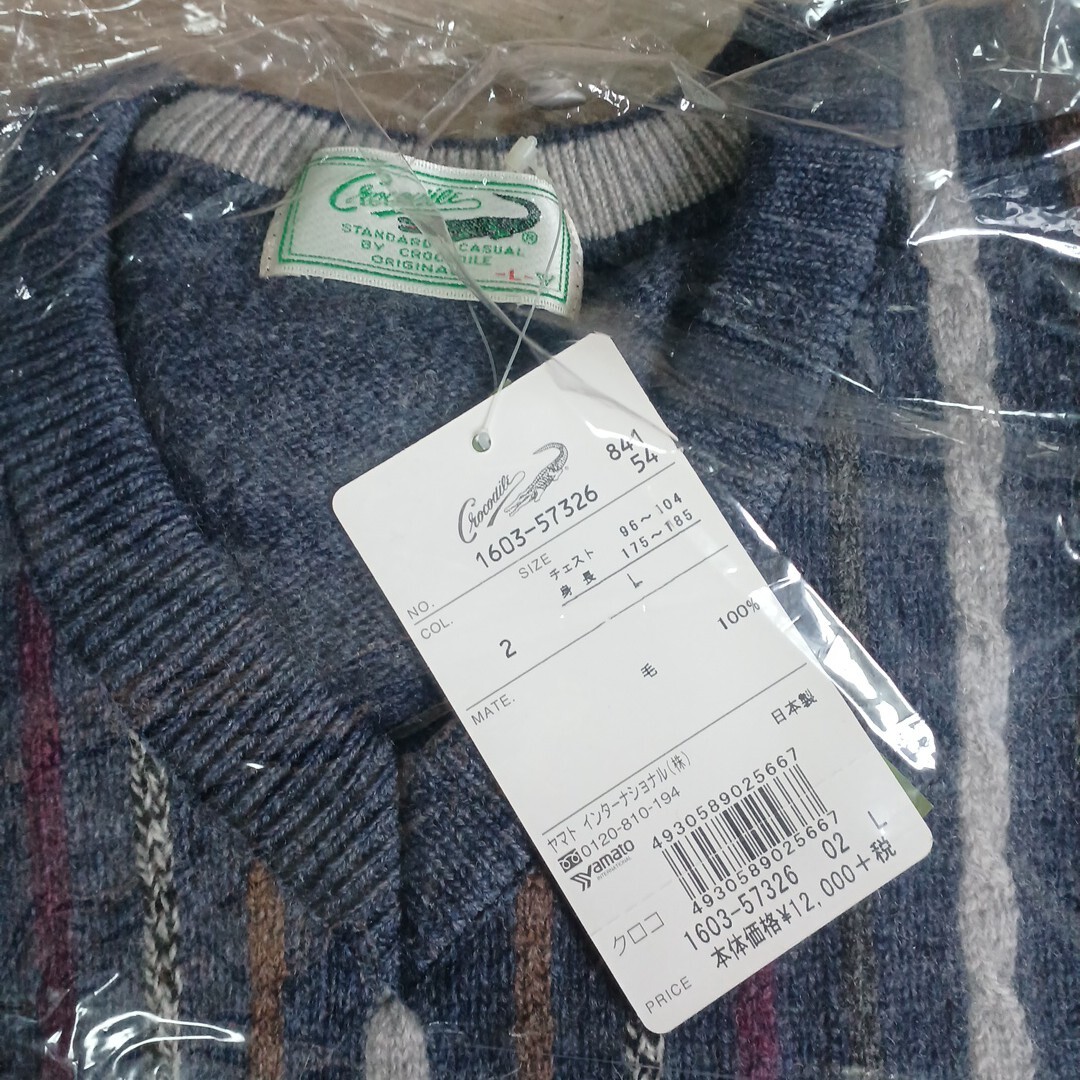 Crocodile
STANDARD CASUAL
BY CROCODILE
ORIGINAL
-L-Y
Crocodile
841
54
NO. 1603-57326
SIZE チェスト 96～104
身長 175～185
L
COL. 2
MATE. 毛 100%
日本製
ヤマト インターナショナル(株)
0120-810-194
Yamato
INTERNATIONAL
4930589025667
4930589025667
1603-57326 02 L
クロコ
PRICE 本体価格¥12,000+税